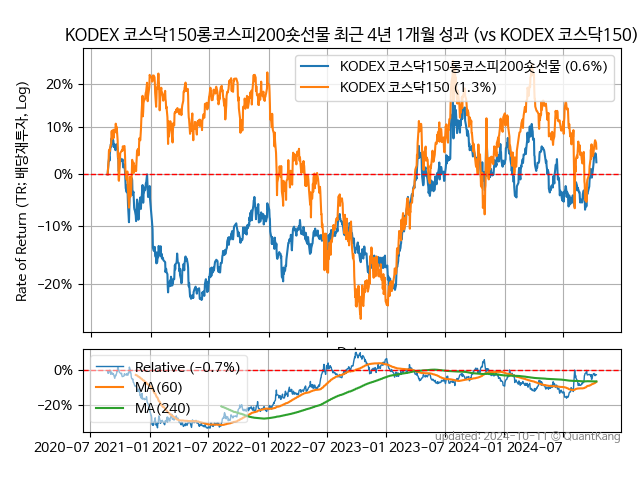 KODEX 코스닥150롱코스피200숏선물 최근 4년 1개월 성과 (vs KODEX 코스닥150)
KODEX 코스닥150롱코스피200숏선물 (0.6%)
KODEX 코스닥150 (1.3%)
Rate of Return (TR: 배당재투자, Log)
20%
10%
0%
−10%
−20%
Relative (−0.7%)
MA(60)
MA(240)
0%
−20%
updated: 2024-10-11 © QuantKang
2020-07 2021-01 2021-07 2022-01 2022-07 2023-01 2023-07 2024-01 2024-07